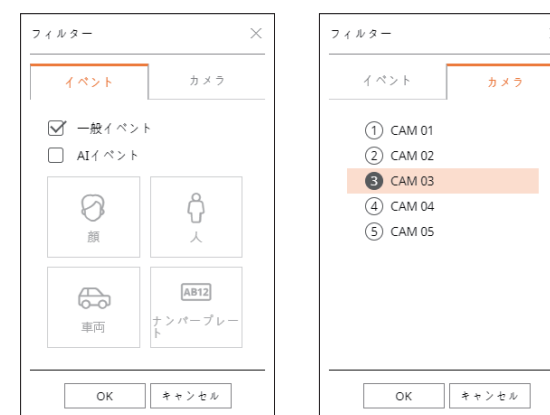 フィルター
イベント カメラ
一般イベント
AIイベント
顔 人
AB12
車両 ナンバープレー
ト
OK キャンセル
フィルター
イベント カメラ
1 CAM 01
2 CAM 02
3 CAM 03
4 CAM 04
5 CAM 05
OK キャンセル